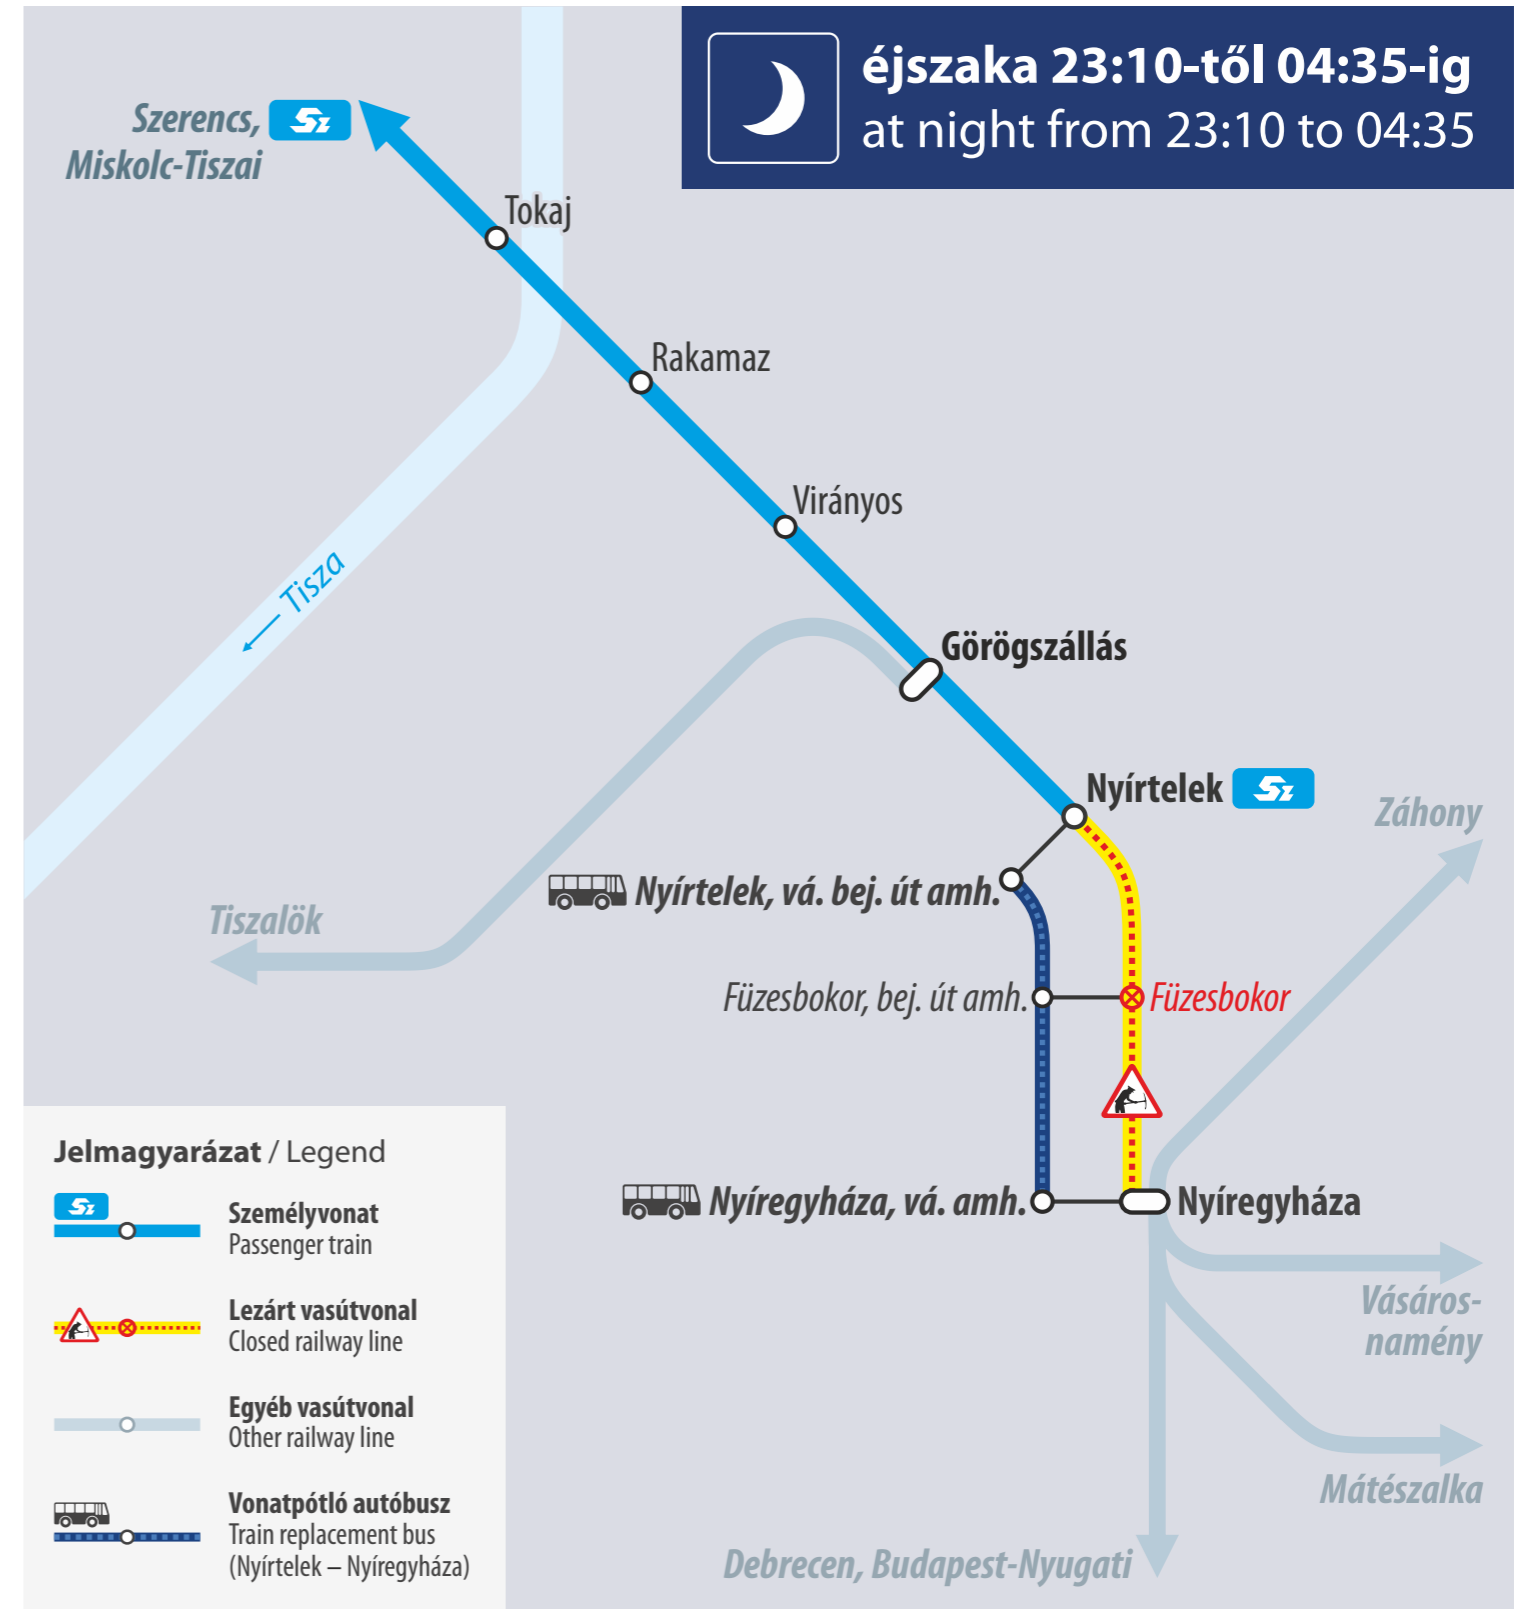 éjszaka 23:10-től 04:35-ig
at night from 23:10 to 04:35
Szerencs, Sz
Miskolc-Tiszai
Tokaj
Rakamaz
Virányos
Tisza
Görögszállás
Nyírtelek Sz
Záhony
Nyírtelek, vá. bej. út amh.
Tiszalök
Füzesbokor, bej. út amh.
Füzesbokor
Nyíregyháza, vá. amh.
Nyíregyháza
Vásáros-
namény
Mátészalka
Debrecen, Budapest-Nyugati
Jelmagyarázat / Legend
Sz
Személyvonat
Passenger train
Lezárt vasútvonal
Closed railway line
Egyéb vasútvonal
Other railway line
Vonatpótló autóbusz
Train replacement bus
(Nyírtelek – Nyíregyháza)